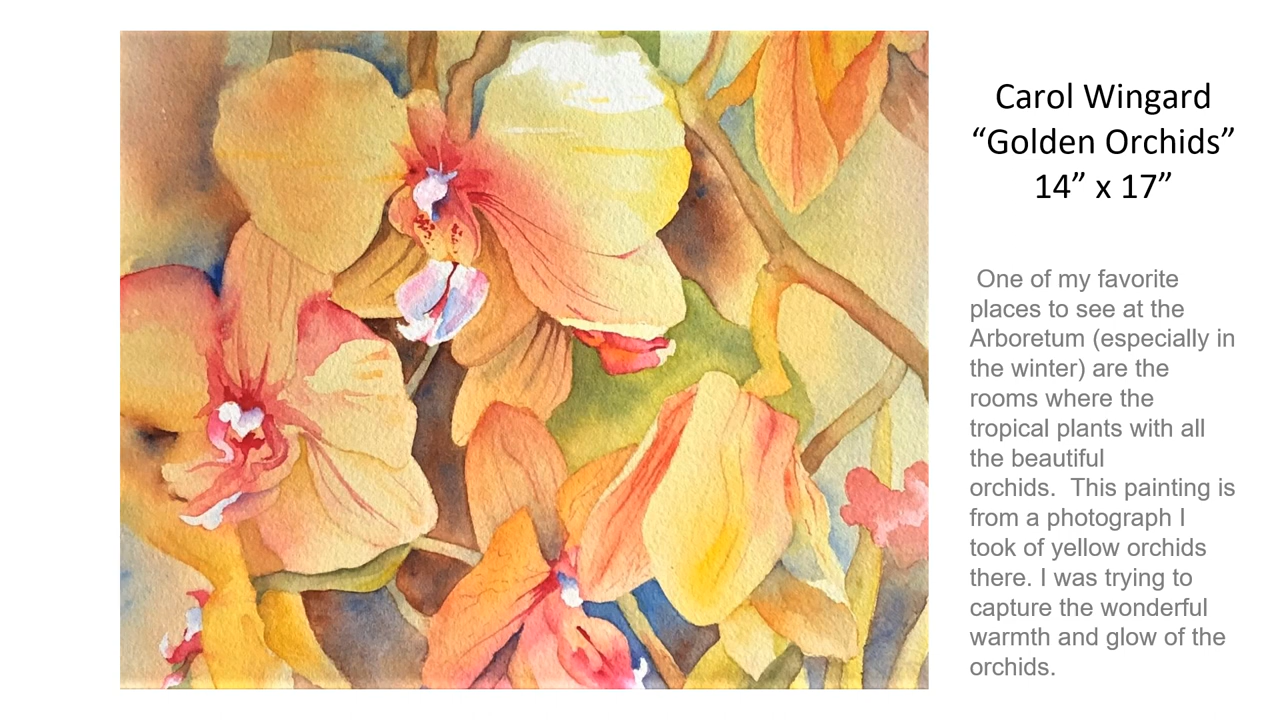 Carol Wingard
“Golden Orchids”
14” x 17”
One of my favorite
places to see at the
Arboretum (especially in
the winter) are the
rooms where the
tropical plants with all
the beautiful
orchids.  This painting is
from a photograph I
took of yellow orchids
there. I was trying to
capture the wonderful
warmth and glow of the
orchids.